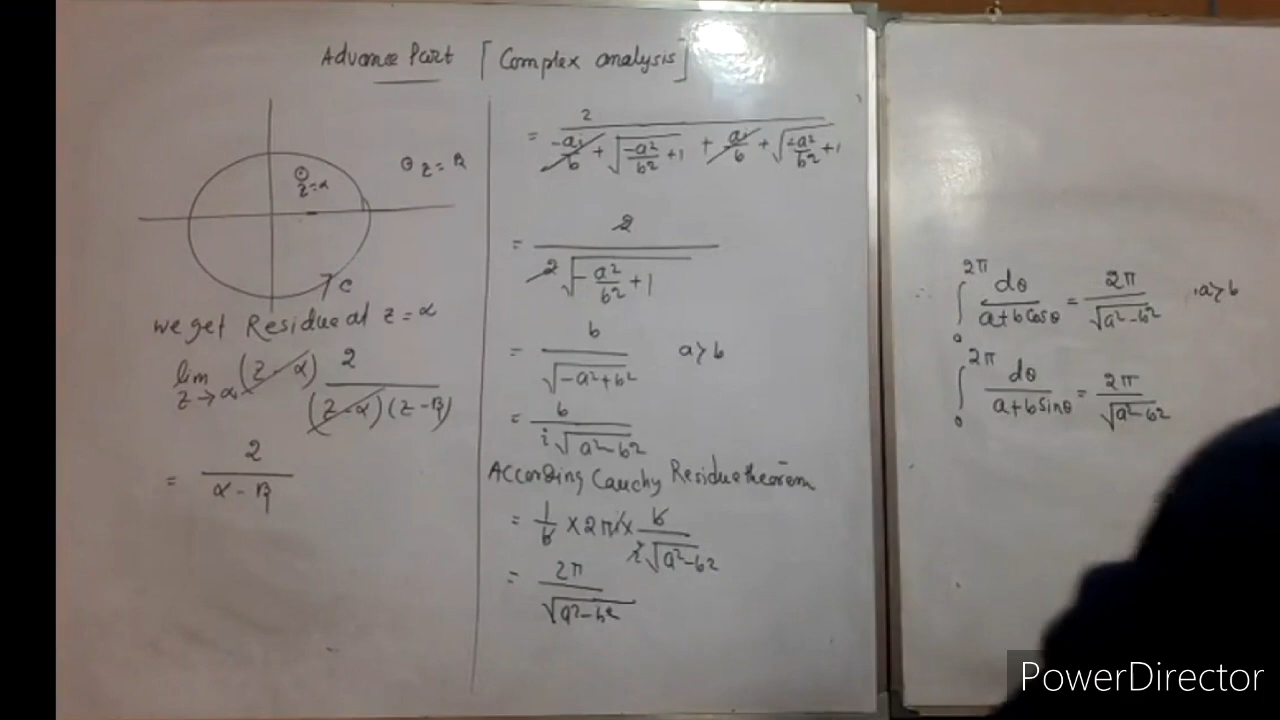 Advance Part [Complex analysis]
z = α
z = β
C
we get Residue at z = α
lim z→α (z - α) 2 / (z - α)(z - β)
= 2 / α - β
= 2 / -ai/b + √-a²/b² + 1 + ai/b + √-a²/b² + 1
= 2 / 2√-a²/b² + 1
= b / √-a²+b² a > b
= b / i√a²-b²
According Cauchy Residue theorem
= 1/b × 2πi × b / i√a²-b²
= 2π / √a²-b²
∴ ∫₀^2π dθ / a+b cosθ = 2π / √a²-b² , a > b
∫₀^2π dθ / a+b sinθ = 2π / √a²-b²
PowerDirector